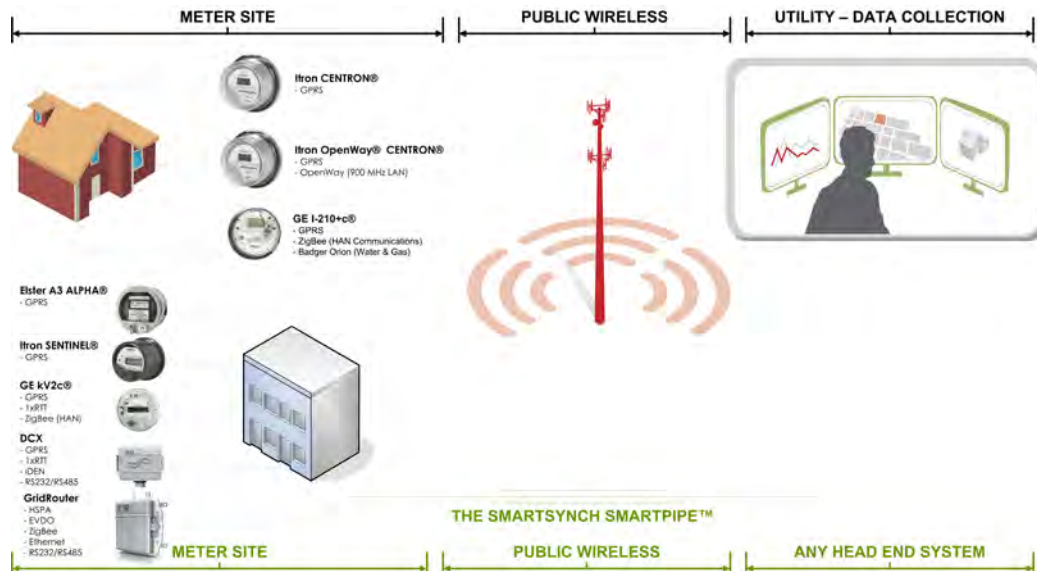 METER SITE
PUBLIC WIRELESS
UTILITY – DATA COLLECTION
Itron CENTRON®
- GPRS
Itron OpenWay® CENTRON®
- GPRS
- OpenWay (900 MHz LAN)
GE I-210+c®
- GPRS
- ZigBee (HAN Communications)
- Badger Orion (Water & Gas)
Elster A3 ALPHA®
- GPRS
Itron SENTINEL®
- GPRS
GE kV2c®
- GPRS
- 1xRTT
- ZigBee (HAN)
DCX
- GPRS
- 1xRTT
- iDEN
- RS232/RS485
GridRouter
- HSPA
- EVDO
- ZigBee
- Ethernet
- RS232/RS485
THE SMARTSYNCH SMARTPIPE™
METER SITE
PUBLIC WIRELESS
ANY HEAD END SYSTEM